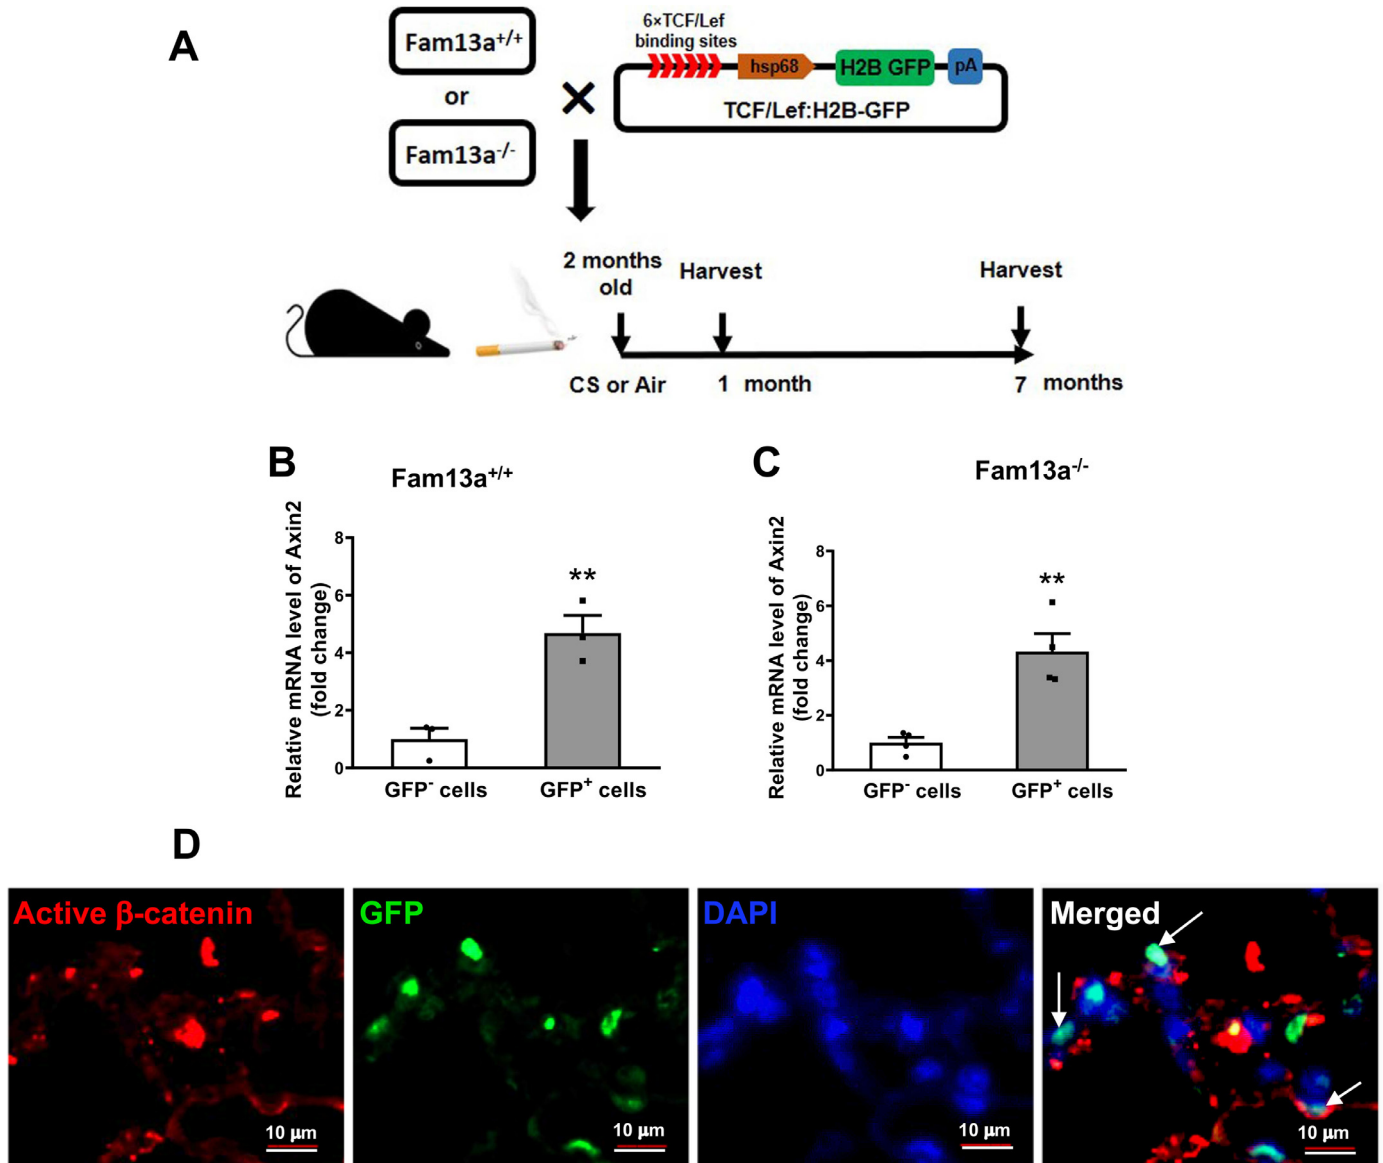 A
Fam13a+/+
or
Fam13a-/-
6×TCF/Lef
binding sites
hsp68
H2B GFP
pA
TCF/Lef:H2B-GFP
2 months
old
Harvest
Harvest
CS or Air
1 month
7 months
B
Fam13a+/+
Relative mRNA level of Axin2
(fold change)
8
6
4
2
0
**
GFP- cells
GFP+ cells
C
Fam13a-/-
Relative mRNA level of Axin2
(fold change)
8
6
4
2
0
**
GFP- cells
GFP+ cells
D
Active β-catenin
10 μm
GFP
10 μm
DAPI
10 μm
Merged
10 μm